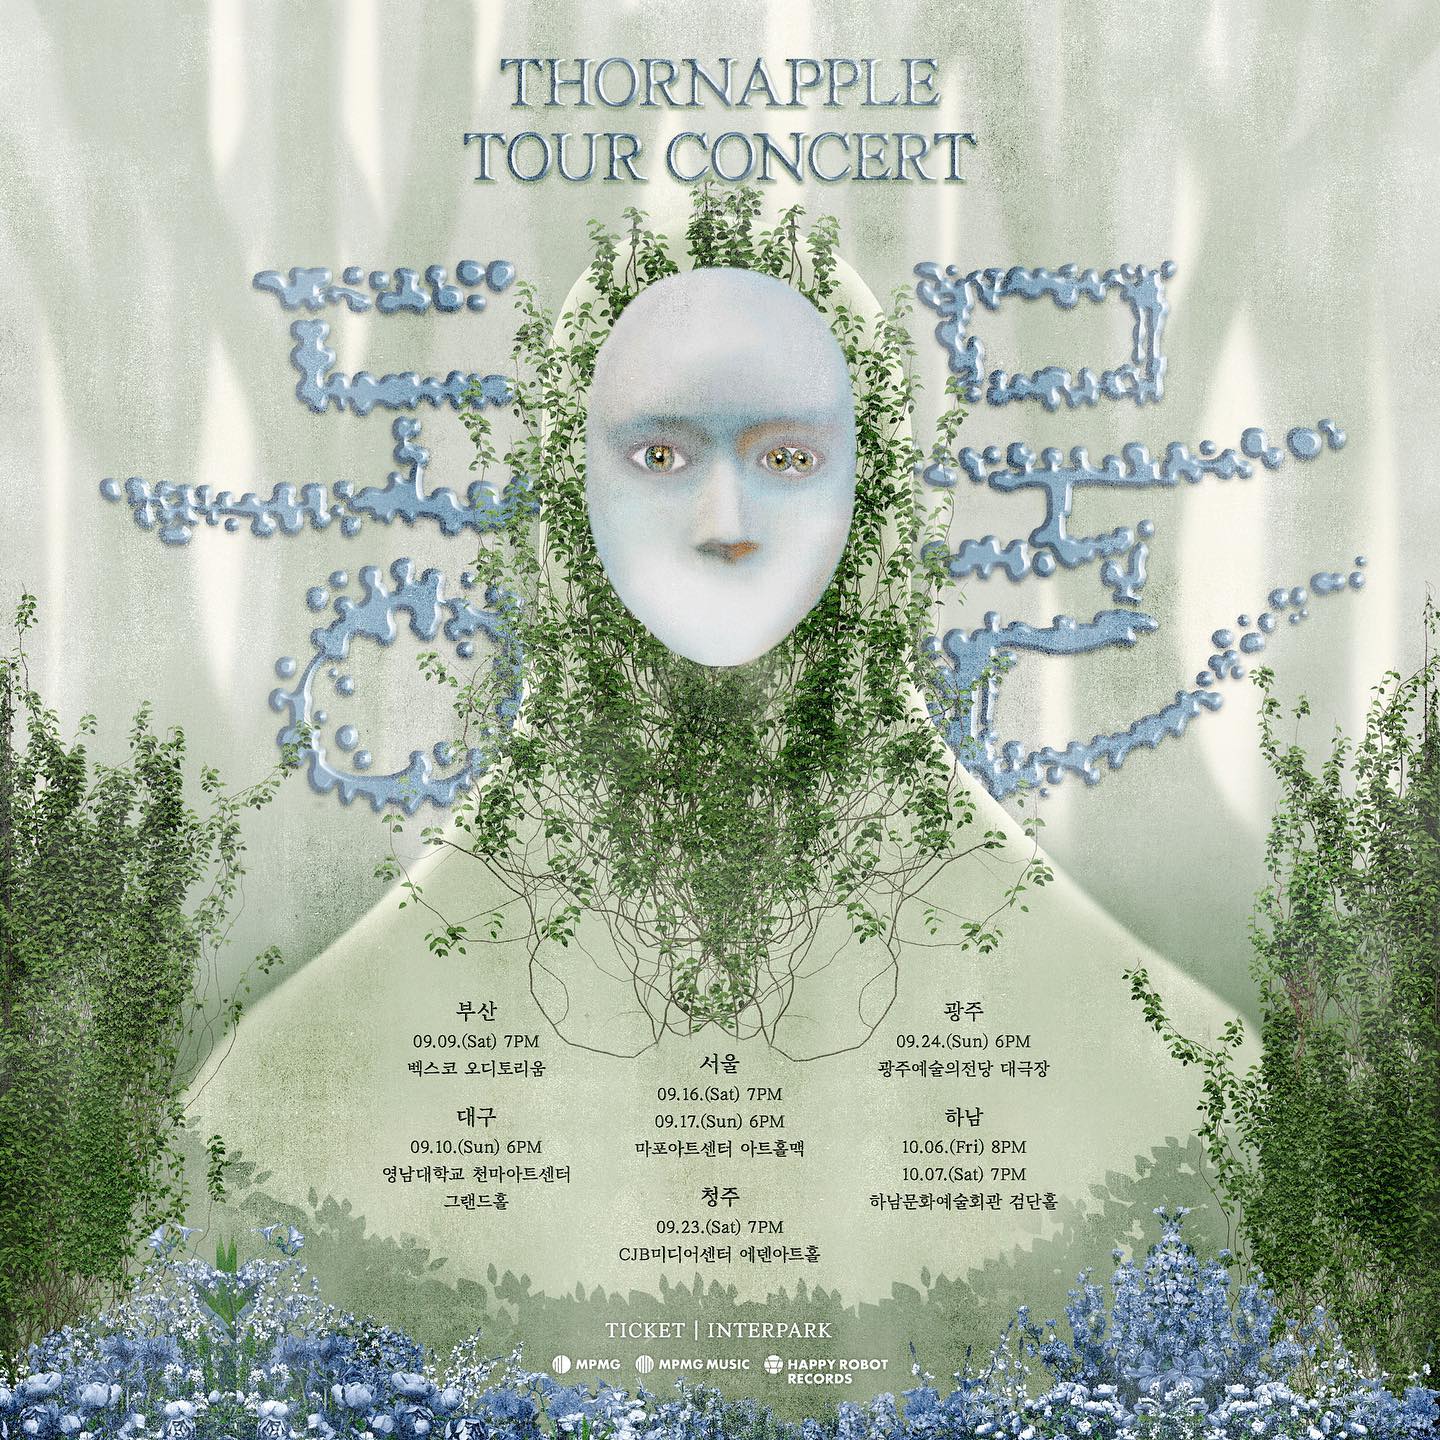 THORNAPPLE
TOUR CONCERT
동물
부산
09.09.(Sat) 7PM
벡스코 오디토리움
대구
09.10.(Sun) 6PM
영남대학교 천마아트센터
그랜드홀
서울
09.16.(Sat) 7PM
09.17.(Sun) 6PM
마포아트센터 아트홀맥
청주
09.23.(Sat) 7PM
CJB미디어센터 에덴아트홀
광주
09.24.(Sun) 6PM
광주예술의전당 대극장
하남
10.06.(Fri) 8PM
10.07.(Sat) 7PM
하남문화예술회관 검단홀
TICKET | INTERPARK
MPMG MPMG MUSIC HAPPY ROBOT
RECORDS